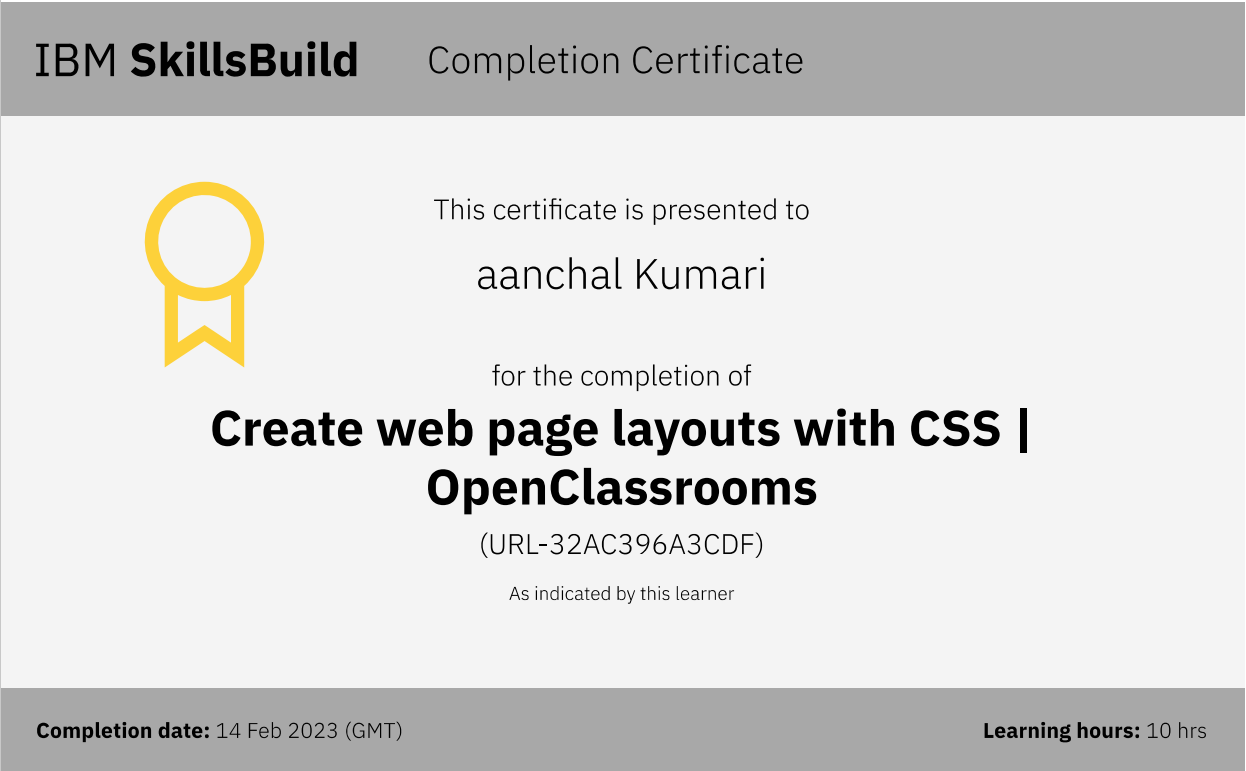 IBM SkillsBuild Completion Certificate
This certificate is presented to
aanchal Kumari
for the completion of
Create web page layouts with CSS |
OpenClassrooms
(URL-32AC396A3CDF)
As indicated by this learner
Completion date: 14 Feb 2023 (GMT)
Learning hours: 10 hrs